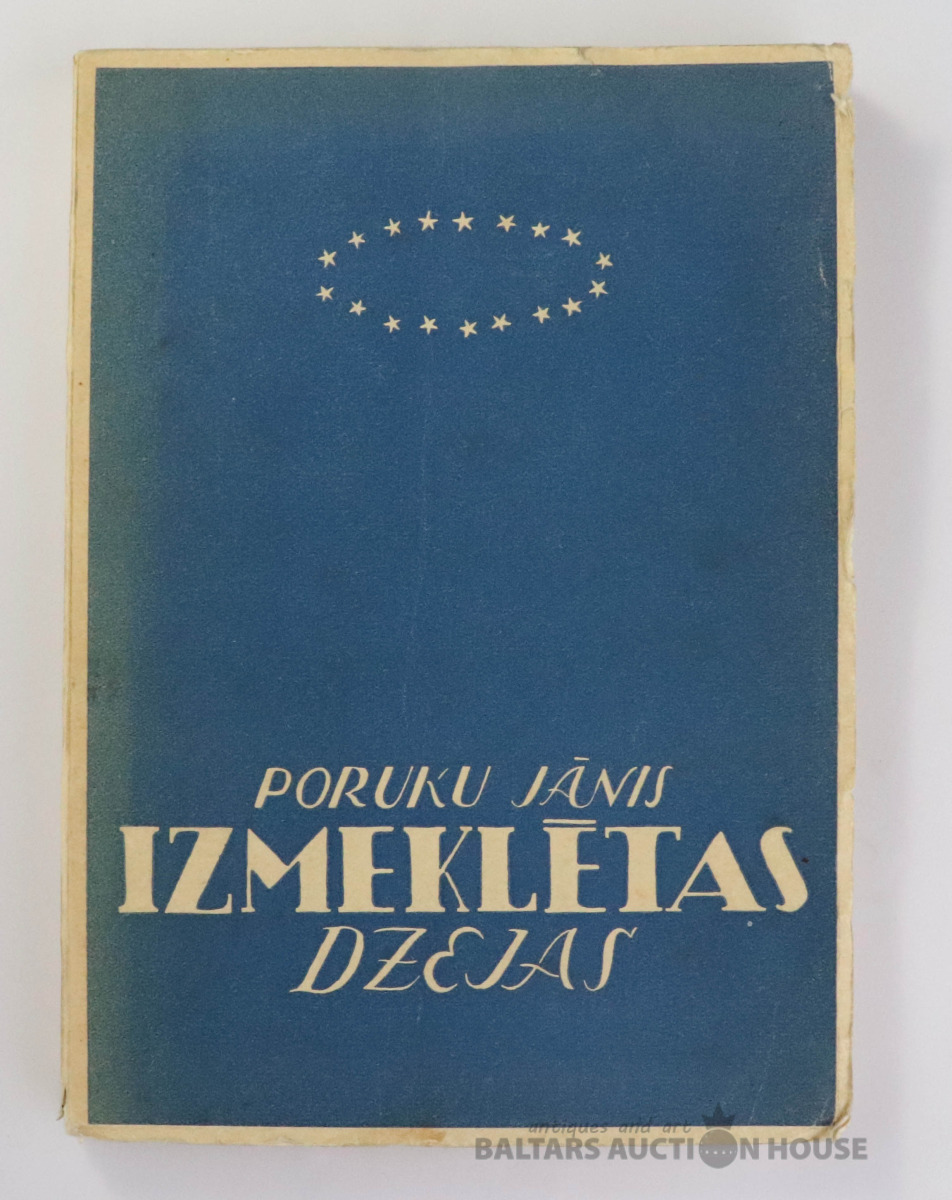 PORUKU JĀNIS
IZMEKLĒTAS
DZEJAS
antiques and art
BALTARS AUCTION HOUSE